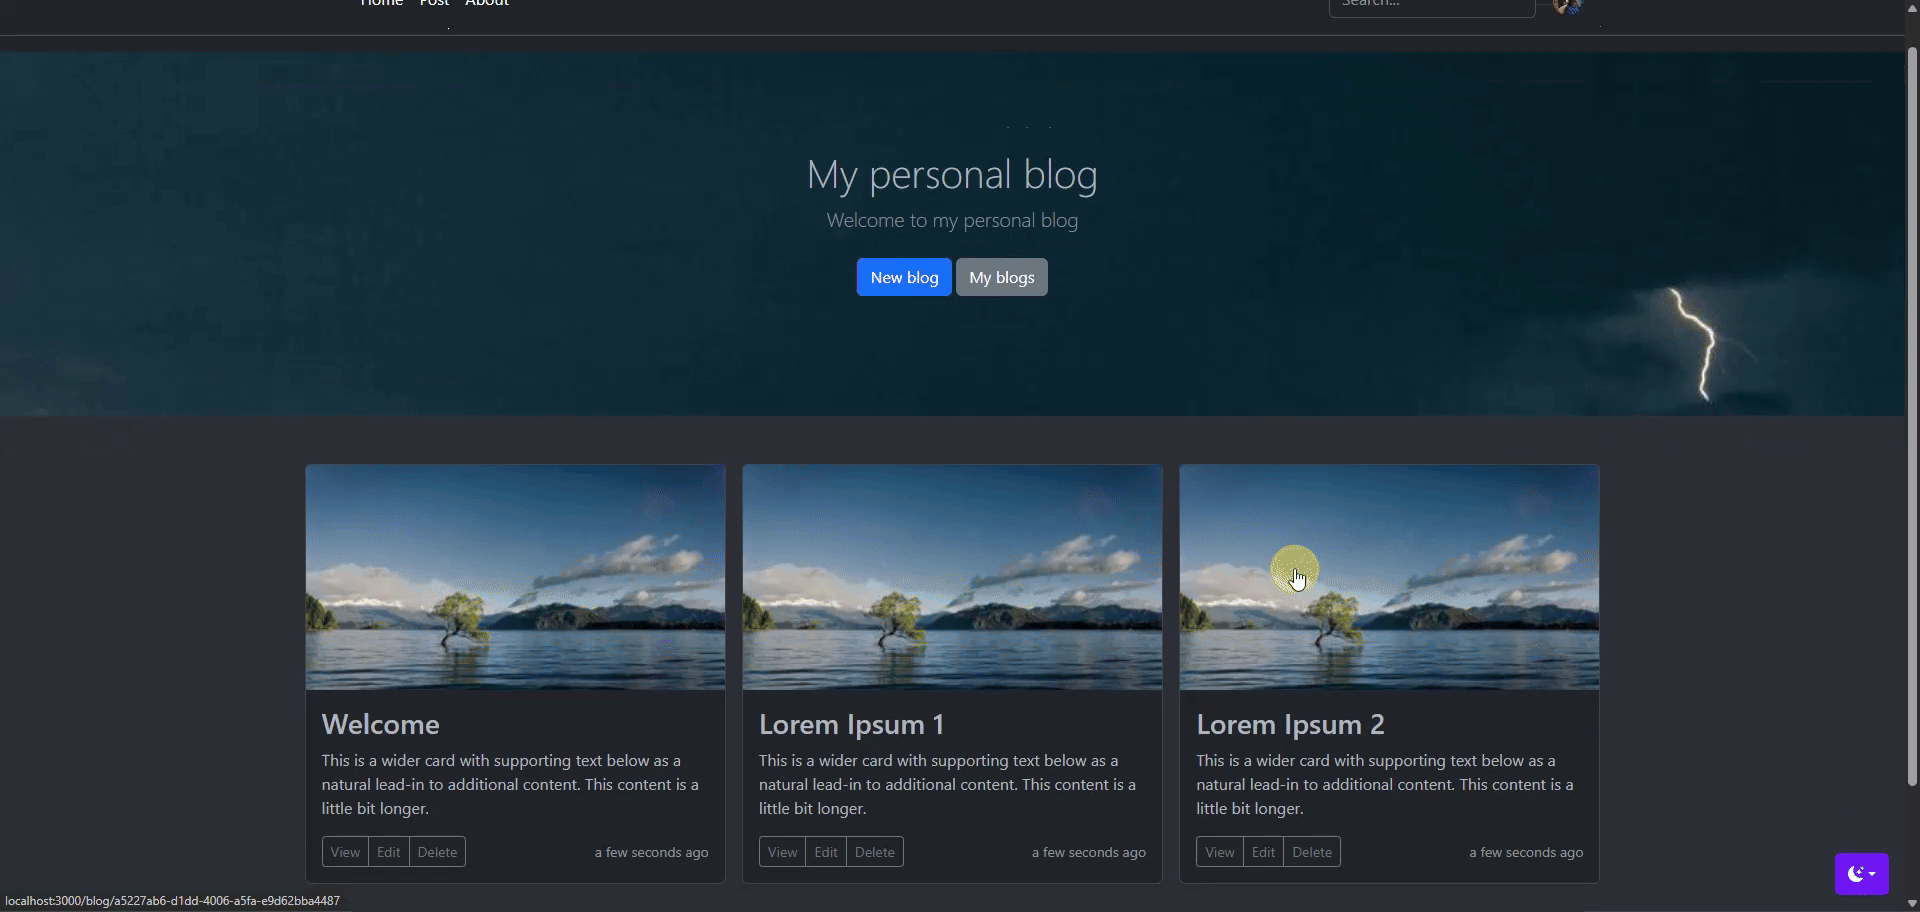 Home Post About
Search...
My personal blog
Welcome to my personal blog
New blog My blogs
Welcome
This is a wider card with supporting text below as a
natural lead-in to additional content. This content is a
little bit longer.
View Edit Delete a few seconds ago
Lorem Ipsum 1
This is a wider card with supporting text below as a
natural lead-in to additional content. This content is a
little bit longer.
View Edit Delete a few seconds ago
Lorem Ipsum 2
This is a wider card with supporting text below as a
natural lead-in to additional content. This content is a
little bit longer.
View Edit Delete a few seconds ago
localhost:3000/blog/a5227ab6-d1dd-4006-a5fa-e9d62bba4487